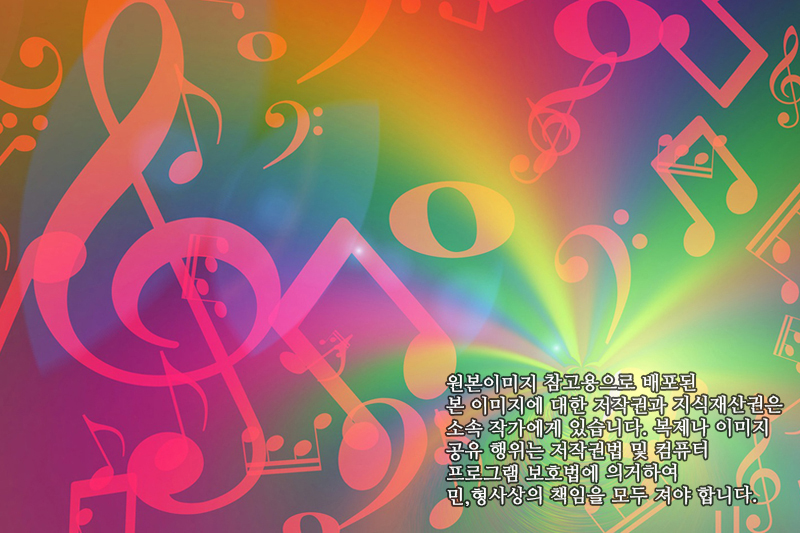 원본이미지 참고용으로 배포된
본 이미지에 대한 저작권과 지식재산권은
소속 작가에게 있습니다. 복제나 이미지
공유 행위는 저작권법 및 컴퓨터
프로그램 보호법에 의거하여
민,형사상의 책임을 모두 져야 합니다.